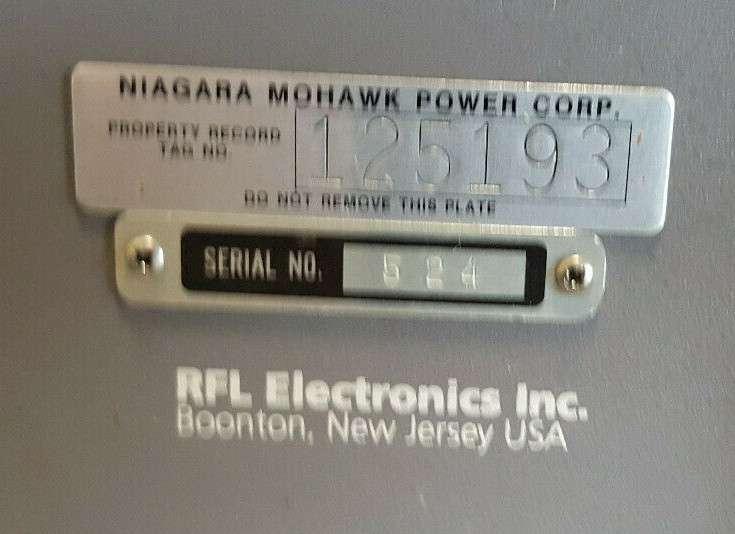 NIAGARA MOHAWK POWER CORP.
PROPERTY RECORD
TAG NO.
125193
DO NOT REMOVE THIS PLATE
SERIAL NO. 524
RFL Electronics Inc.
Boonton, New Jersey USA